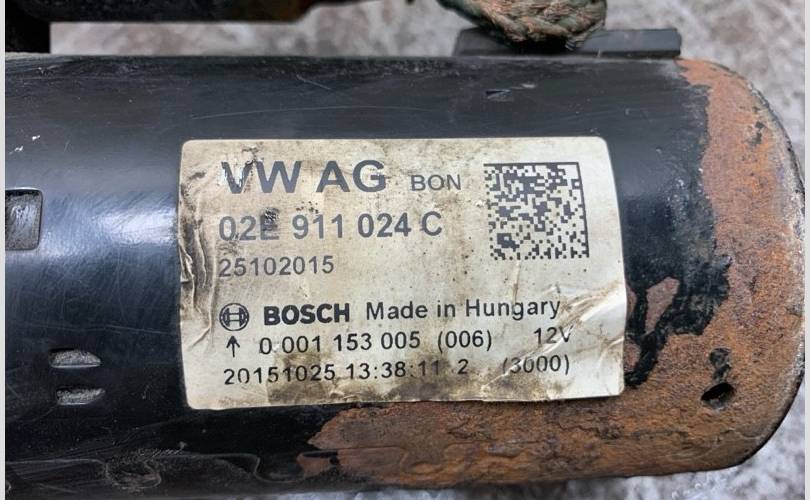 VW AG BON
02E 911 024 C
25102015
BOSCH Made in Hungary
↑ 0 001 153 005 (006) 12V
20151025 13:38:11 2 (3000)